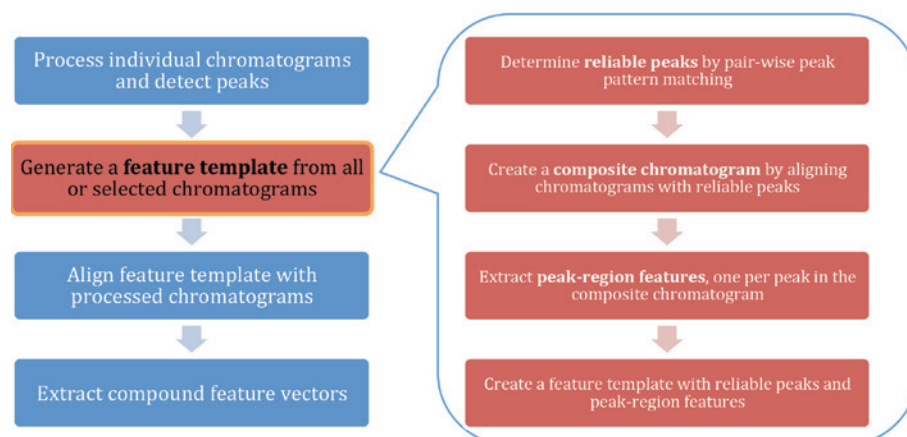 Process individual chromatograms
and detect peaks
Generate a feature template from all
or selected chromatograms
Align feature template with
processed chromatograms
Extract compound feature vectors
Determine reliable peaks by pair-wise peak
pattern matching
Create a composite chromatogram by aligning
chromatograms with reliable peaks
Extract peak-region features, one per peak in the
composite chromatogram
Create a feature template with reliable peaks and
peak-region features